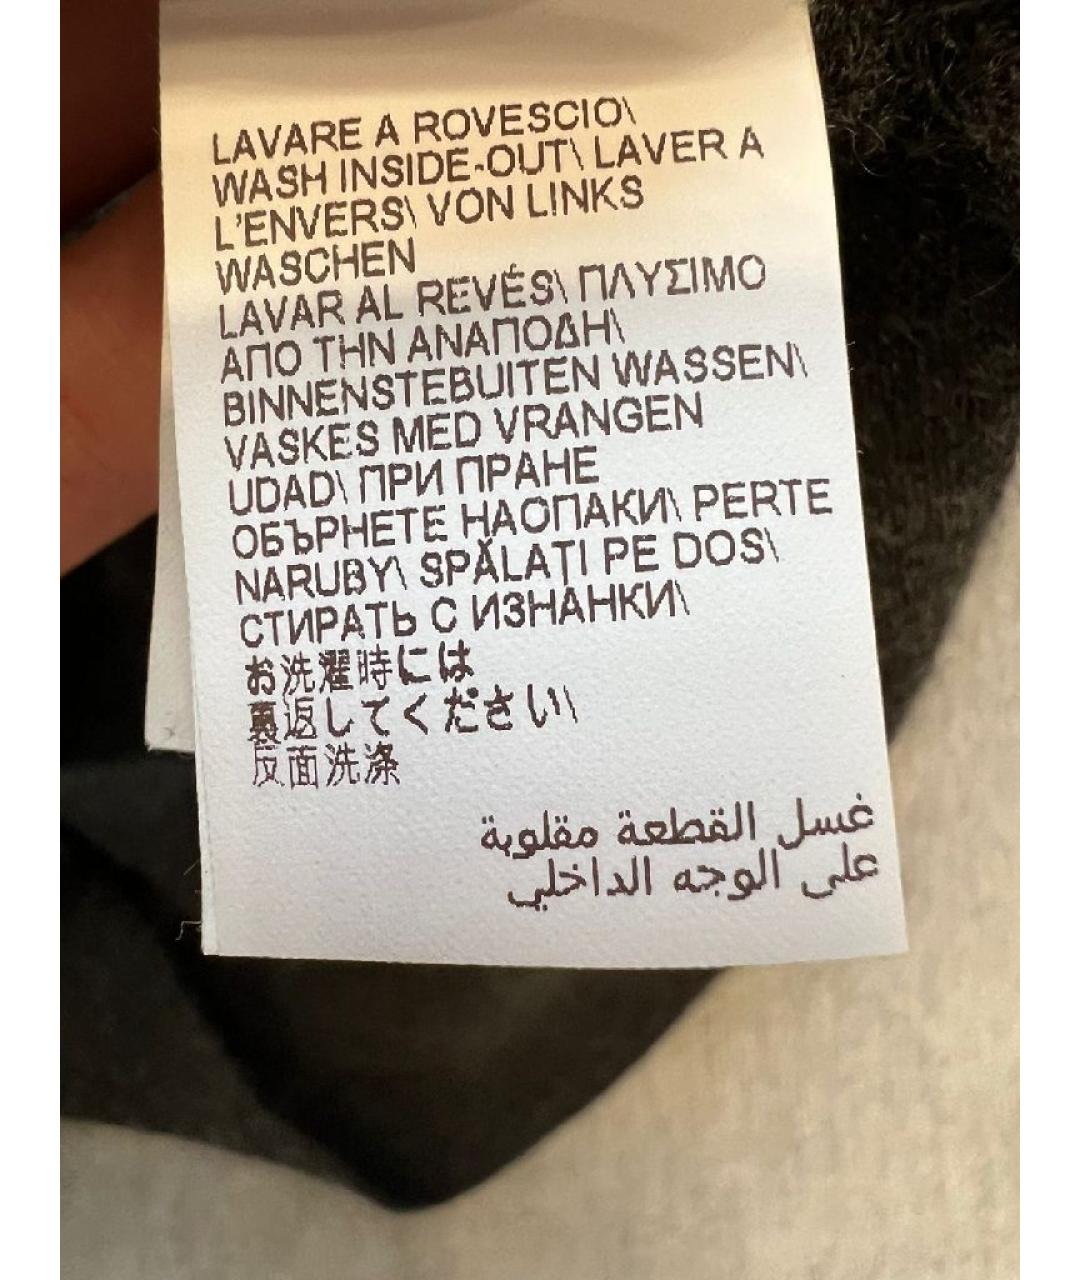 LAVARE A ROVESCIO\
WASH INSIDE-OUT\ LAVER A
L'ENVERS\ VON LINKS
WASCHEN
LAVAR AL REVÉS\ ΠΛΥΣΙΜΟ
ΑΠΟ ΤΗΝ ΑΝΑΠΟΔΗ\
BINNENSTEBUITEN WASSEN\
VASKES MED VRANGEN
UDAD\ ПРИ ПРАНЕ
ОБЪРНЕТЕ НАОПАКИ\ PERTE
NARUBY\ SPĂLAȚI PE DOS\
СТИРАТЬ С ИЗНАНКИ\
お洗濯時には
裏返してください\
反面洗涤
غسل القطعة مقلوبة
على الوجه الداخلي